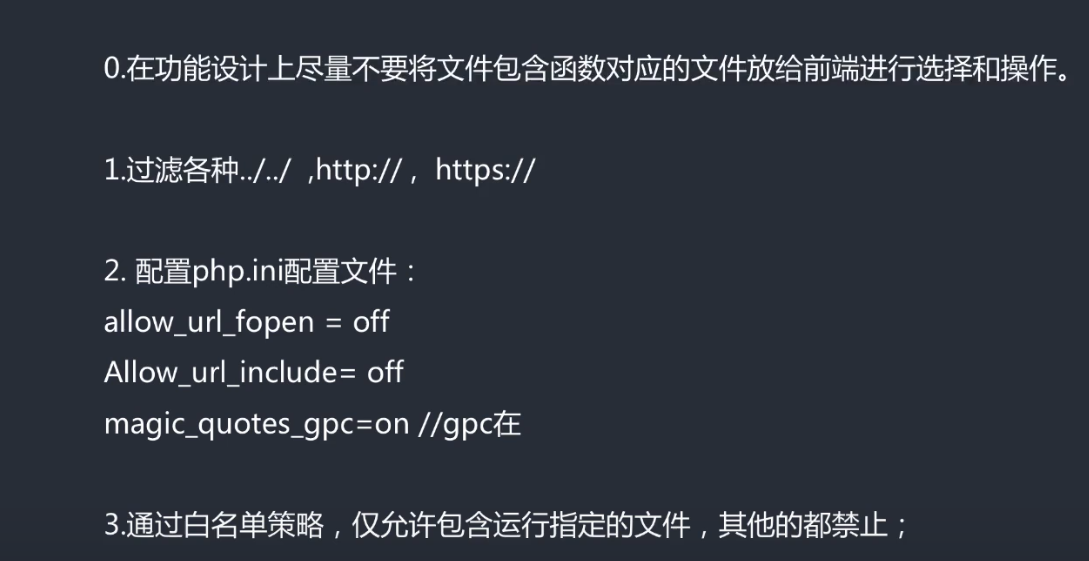 0.在功能设计上尽量不要将文件包含函数对应的文件放给前端进行选择和操作。
1.过滤各种../../ ,http:// , https://
2. 配置php.ini配置文件：
allow_url_fopen = off
Allow_url_include= off
magic_quotes_gpc=on //gpc在
3.通过白名单策略，仅允许包含运行指定的文件，其他的都禁止；